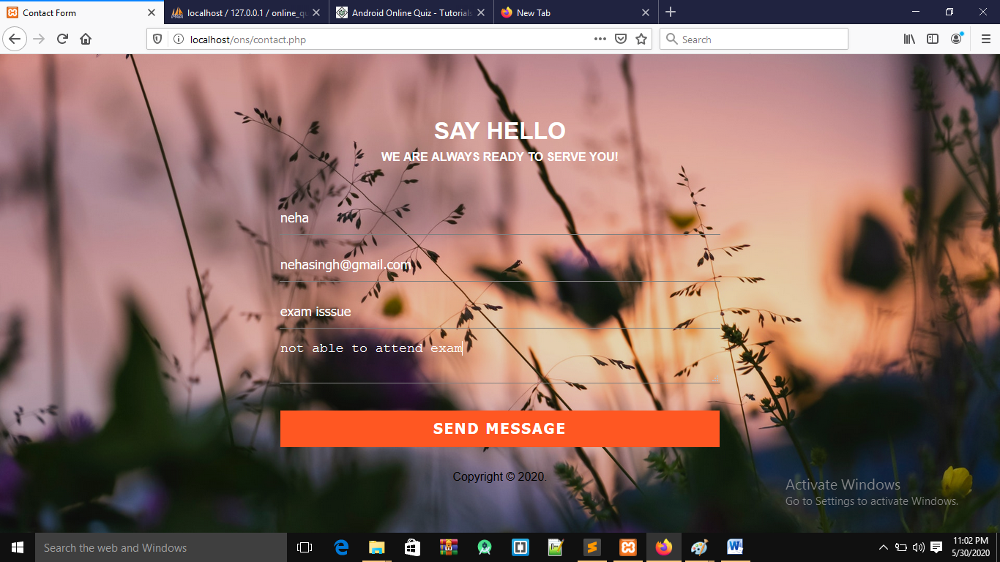 Contact Form
localhost / 127.0.0.1 / online_qu
Android Online Quiz - Tutorials
New Tab
localhost/ons/contact.php
Search
SAY HELLO
WE ARE ALWAYS READY TO SERVE YOU!
neha
nehasingh@gmail.com
exam isssue
not able to attend exam
SEND MESSAGE
Copyright © 2020.
Activate Windows
Go to Settings to activate Windows.
Search the web and Windows
11:02 PM
5/30/2020